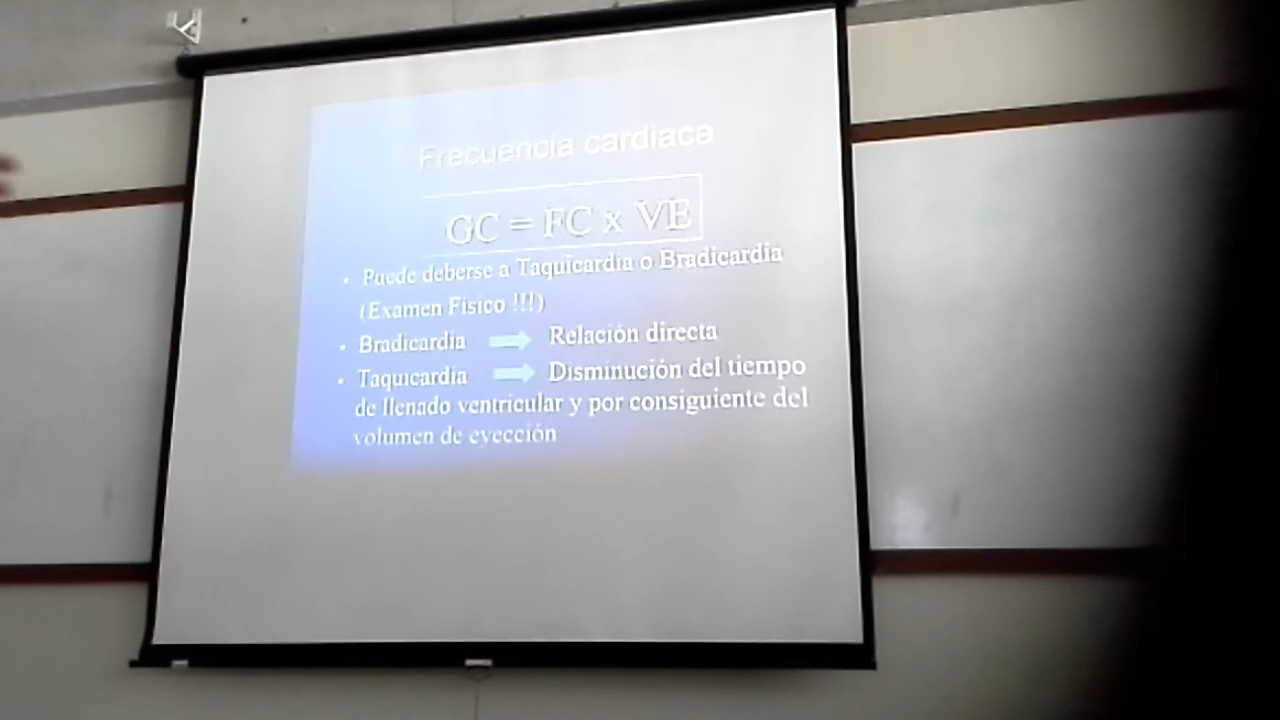 Frecuencia cardiaca
GC = FC x VE
• Puede deberse a Taquicardia o Bradicardia
(Examen Físico !!!)
• Bradicardia ➡ Relación directa
• Taquicardia ➡ Disminución del tiempo
de llenado ventricular y por consiguiente del
volumen de eyección